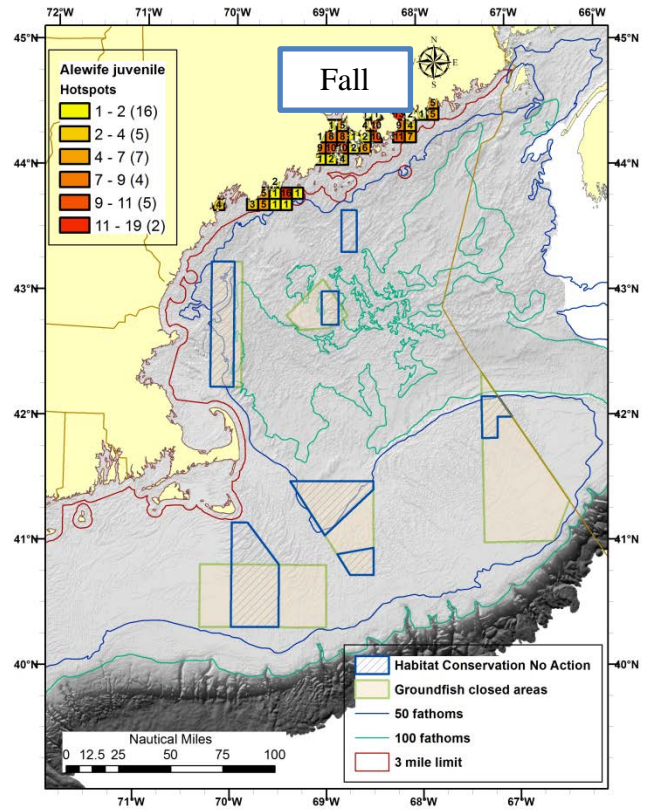 72°W 71°W 70°W 69°W 68°W 67°W 66°W
45°N 45°N
Alewife juvenile
Hotspots
1 - 2 (16)
2 - 4 (5)
4 - 7 (7)
7 - 9 (4)
9 - 11 (5)
11 - 19 (2)
Fall
N
E
S
44°N 44°N
43°N 43°N
42°N 42°N
41°N 41°N
40°N 40°N
Habitat Conservation No Action
Groundfish closed areas
50 fathoms
100 fathoms
3 mile limit
Nautical Miles
0 12.5 25 50 75 100
71°W 70°W 69°W 68°W 67°W